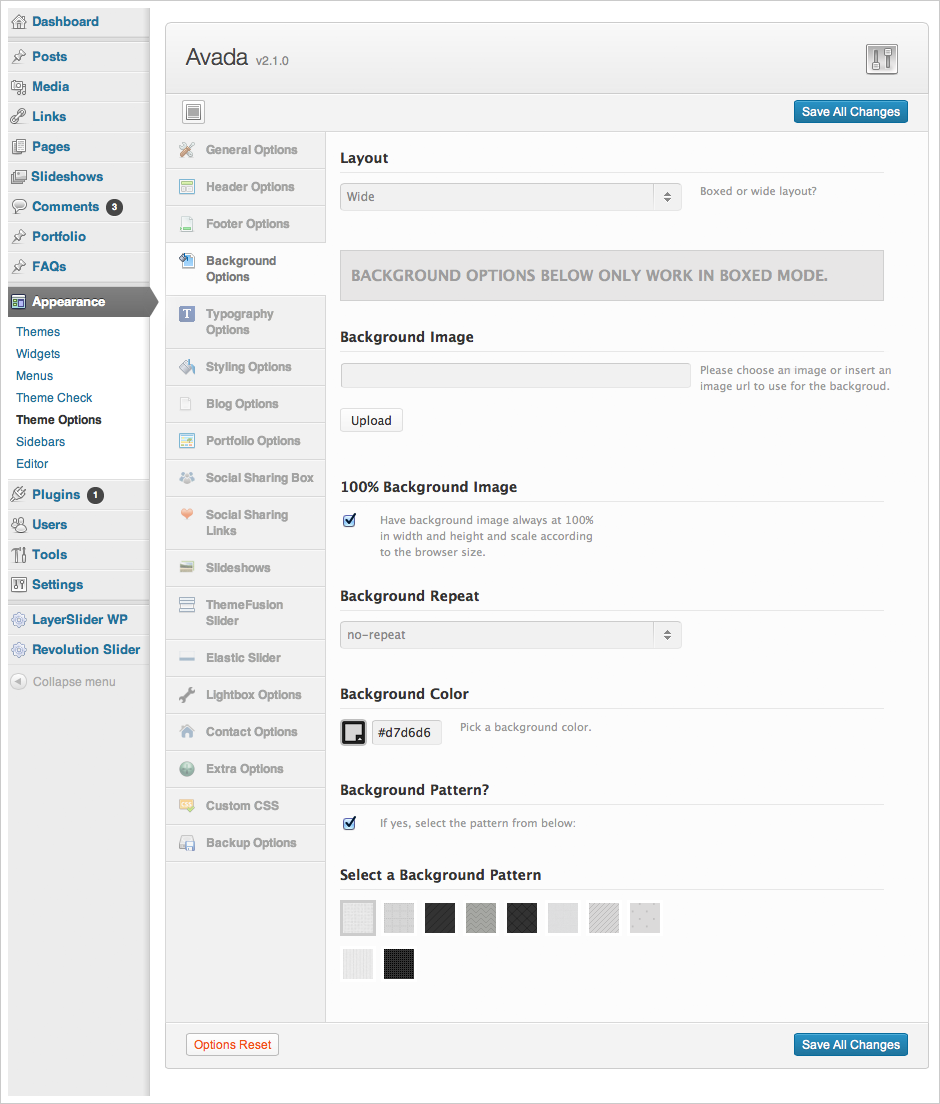 Dashboard
Posts
Media
Links
Pages
Slideshows
Comments 3
Portfolio
FAQs
Appearance
Themes
Widgets
Menus
Theme Check
Theme Options
Sidebars
Editor
Plugins 1
Users
Tools
Settings
LayerSlider WP
Revolution Slider
Collapse menu
Avada v2.1.0
Save All Changes
General Options
Header Options
Footer Options
Background
Options
Typography
Options
Styling Options
Blog Options
Portfolio Options
Social Sharing Box
Social Sharing
Links
Slideshows
ThemeFusion
Slider
Elastic Slider
Lightbox Options
Contact Options
Extra Options
Custom CSS
Backup Options
Layout
Wide
Boxed or wide layout?
BACKGROUND OPTIONS BELOW ONLY WORK IN BOXED MODE.
Background Image
Please choose an image or insert an
image url to use for the backgroud.
Upload
100% Background Image
Have background image always at 100%
in width and height and scale according
to the browser size.
Background Repeat
no-repeat
Background Color
#d7d6d6
Pick a background color.
Background Pattern?
If yes, select the pattern from below:
Select a Background Pattern
Options Reset
Save All Changes